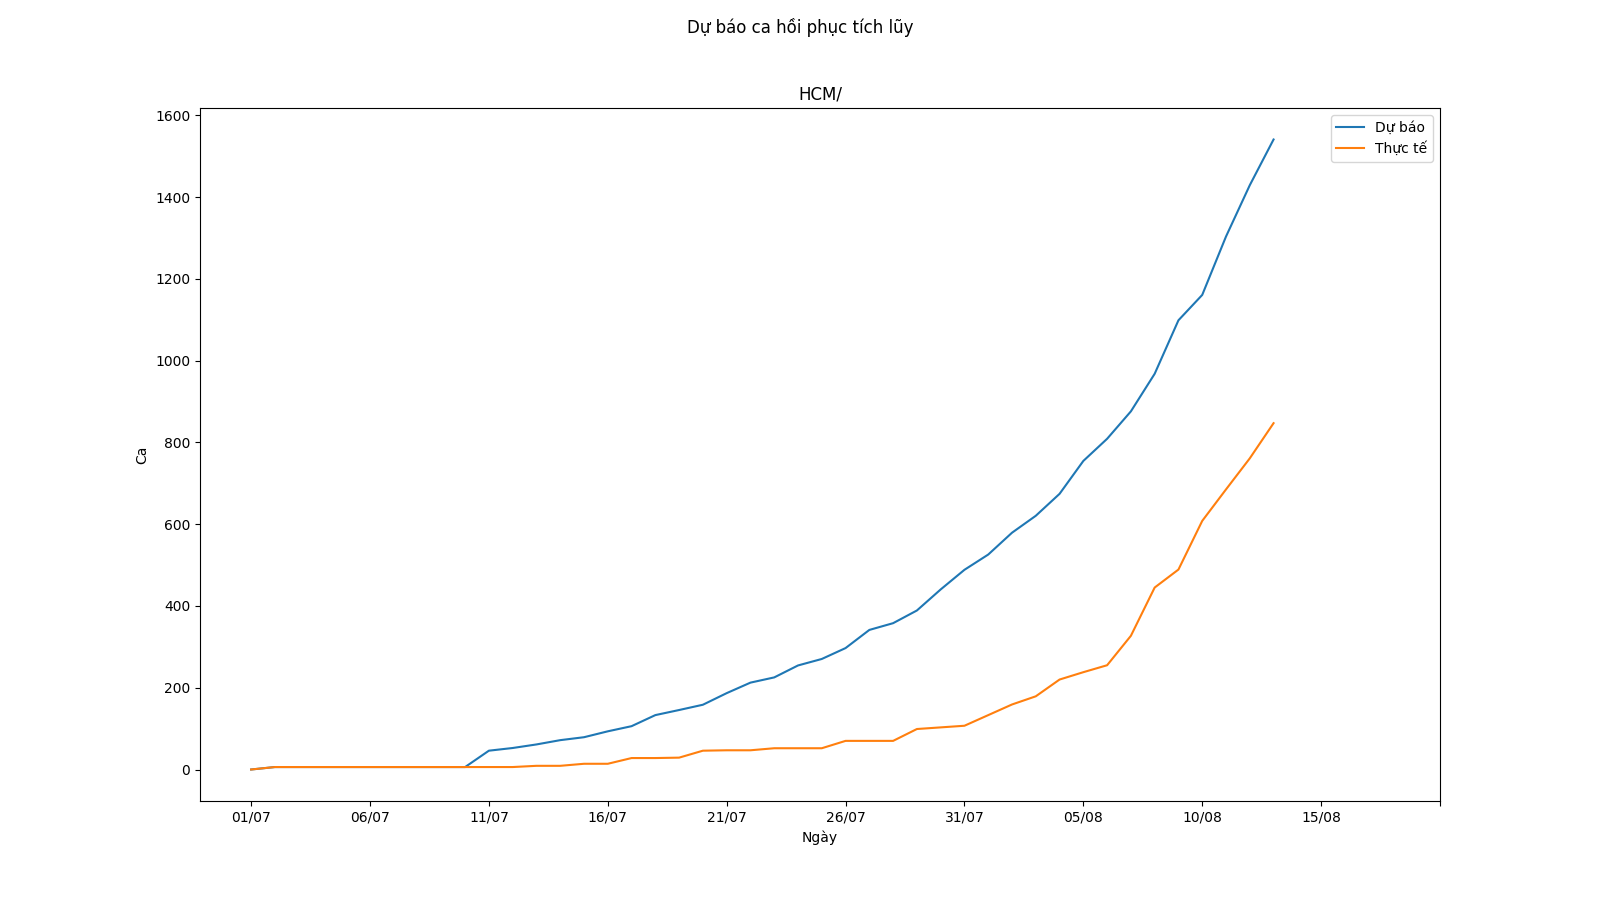 Dự báo ca hồi phục tích lũy
HCM/
1600
1400
1200
1000
800
600
400
200
0
Ca
Dự báo
Thực tế
01/07 06/07 11/07 16/07 21/07 26/07 31/07 05/08 10/08 15/08
Ngày